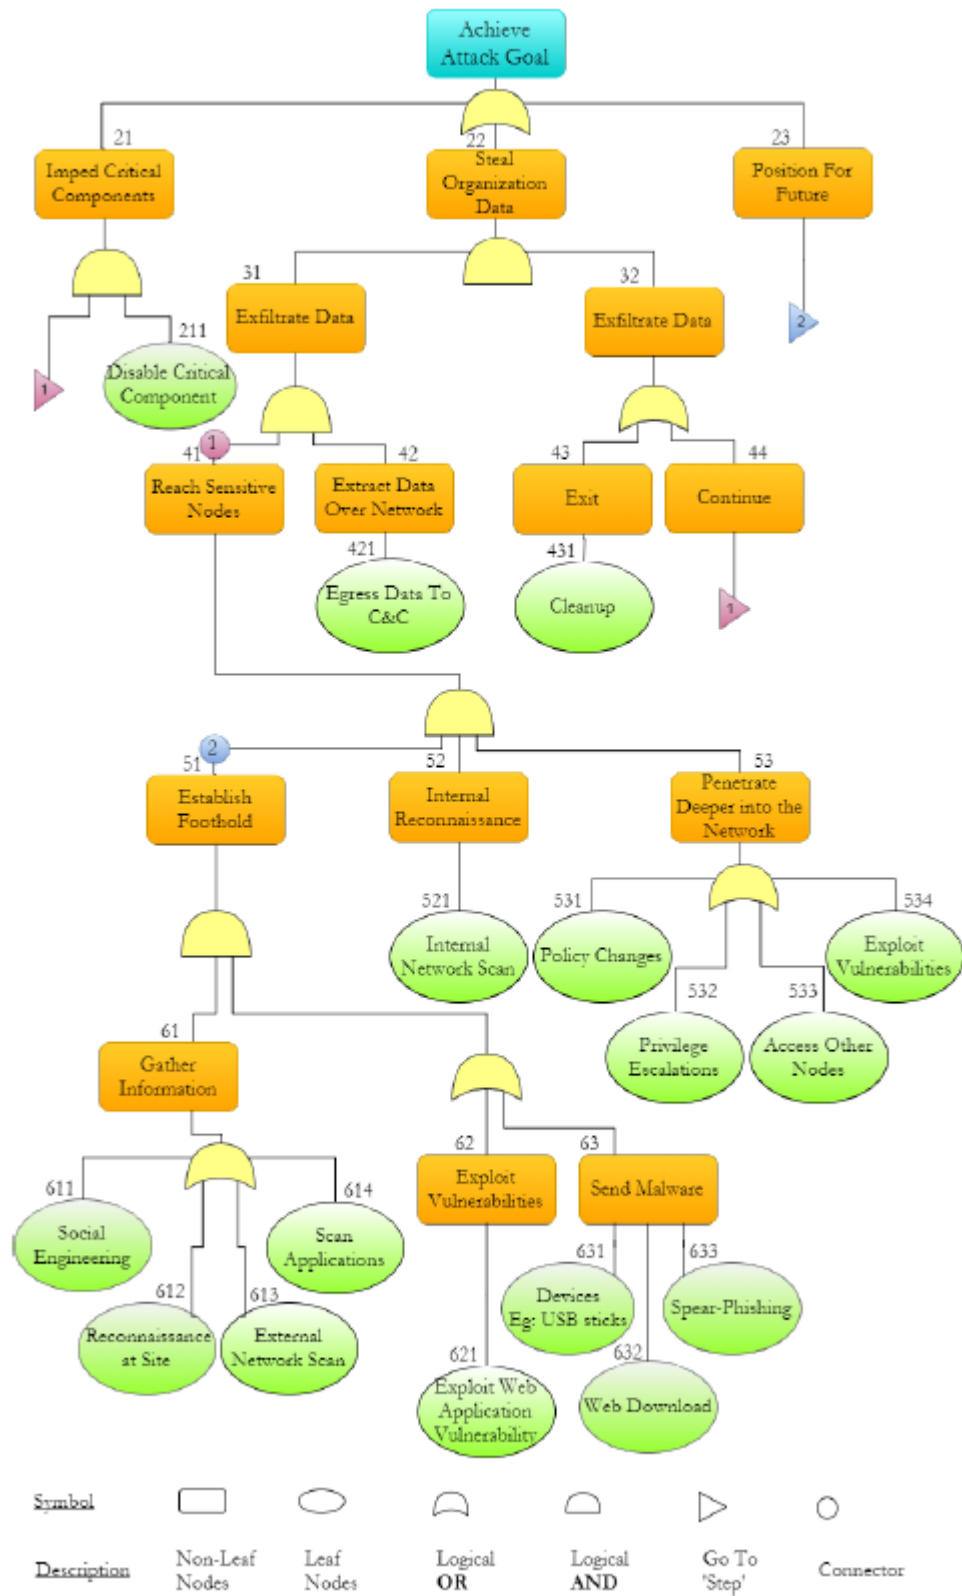 Achieve
Attack Goal
21
22
23
Imped Critical
Components
Steal
Organization
Data
Position For
Future
31
32
2
211
Exfiltrate Data
Exfiltrate Data
1
Disable Critical
Component
1
41
42
43
44
Reach Sensitive
Nodes
Extract Data
Over Network
Exit
Continue
421
431
Egress Data To
C&C
Cleanup
1
2
51
52
53
Establish
Foothold
Internal
Reconnaissance
Penetrate
Deeper into the
Network
521
531
534
Internal
Network Scan
Policy Changes
Exploit
Vulnerabilities
532
533
Privilege
Escalations
Access Other
Nodes
61
Gather
Information
62
63
Exploit
Vulnerabilities
Send Malware
611
614
Social
Engineering
Scan
Applications
631
633
Devices
Eg: USB sticks
Spear-Phishing
612
613
Reconnaissance
at Site
External
Network Scan
621
632
Exploit Web
Application
Vulnerability
Web Download
Symbol
Description
Non-Leaf
Nodes
Leaf
Nodes
Logical
OR
Logical
AND
Go To
'Step'
Connector